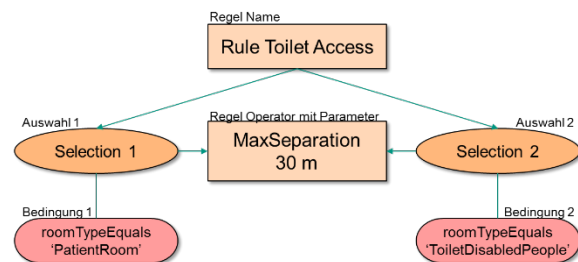 Regel Name
Rule Toilet Access
Auswahl 1
Regel Operator mit Parameter
Auswahl 2
Selection 1
MaxSeparation
30 m
Selection 2
Bedingung 1
Bedingung 2
roomTypeEquals
‘PatientRoom’
roomTypeEquals
‘ToiletDisabledPeople’